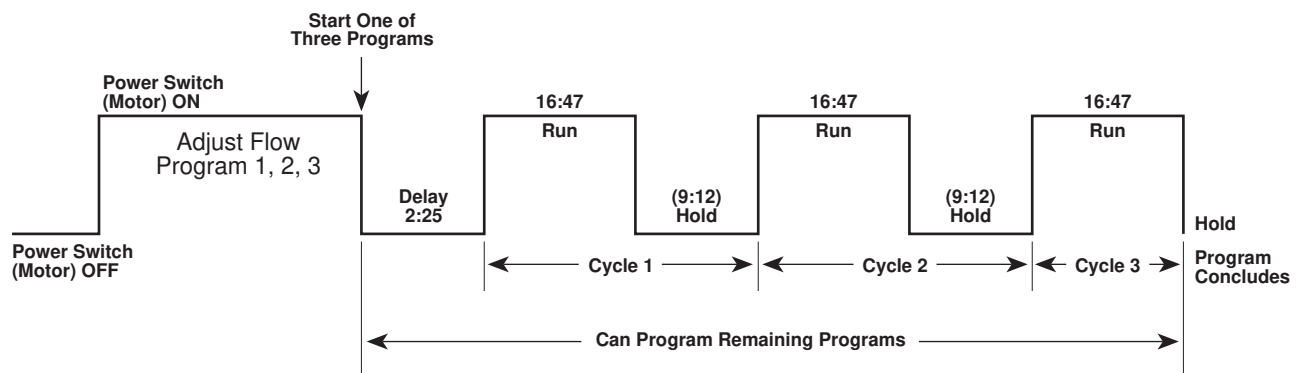 Start One of
Three Programs
Power Switch
(Motor) ON
16:47
Run
16:47
Run
16:47
Run
Adjust Flow
Program 1, 2, 3
Delay
2:25
(9:12)
Hold
(9:12)
Hold
Hold
Power Switch
(Motor) OFF
Cycle 1
Cycle 2
Cycle 3
Program
Concludes
Can Program Remaining Programs